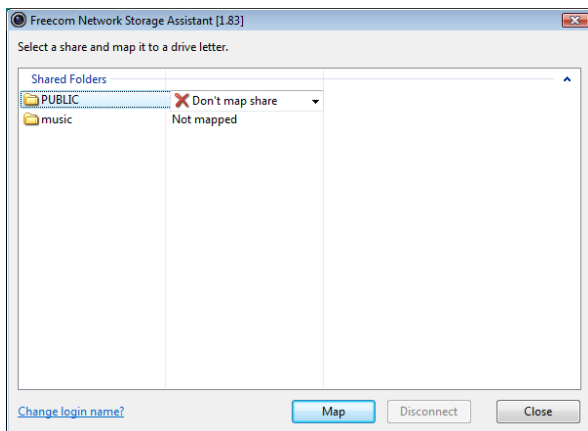 Freecom Network Storage Assistant [1.83]
Select a share and map it to a drive letter.
Shared Folders
PUBLIC Don't map share
music Not mapped
Change login name? Map Disconnect Close